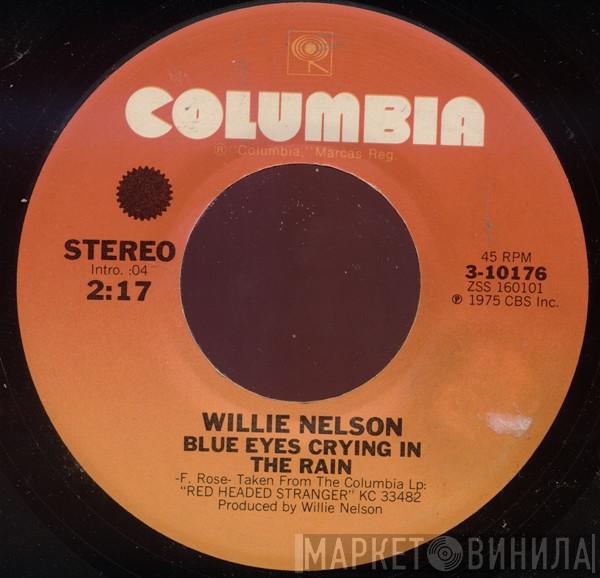 COLUMBIA
® "Columbia," Marcas Reg.
STEREO
Intro. :04
2:17
45 RPM
3-10176
ZSS 160101
℗ 1975 CBS Inc.
WILLIE NELSON
BLUE EYES CRYING IN
THE RAIN
-F. Rose- Taken From The Columbia Lp:
"RED HEADED STRANGER" KC 33482
Produced by Willie Nelson
МАРКЕТ ВИНИЛА